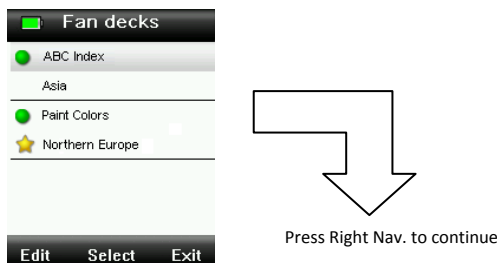 Fan decks
ABC Index
Asia
Paint Colors
Northern Europe
Edit Select Exit
Press Right Nav. to continue